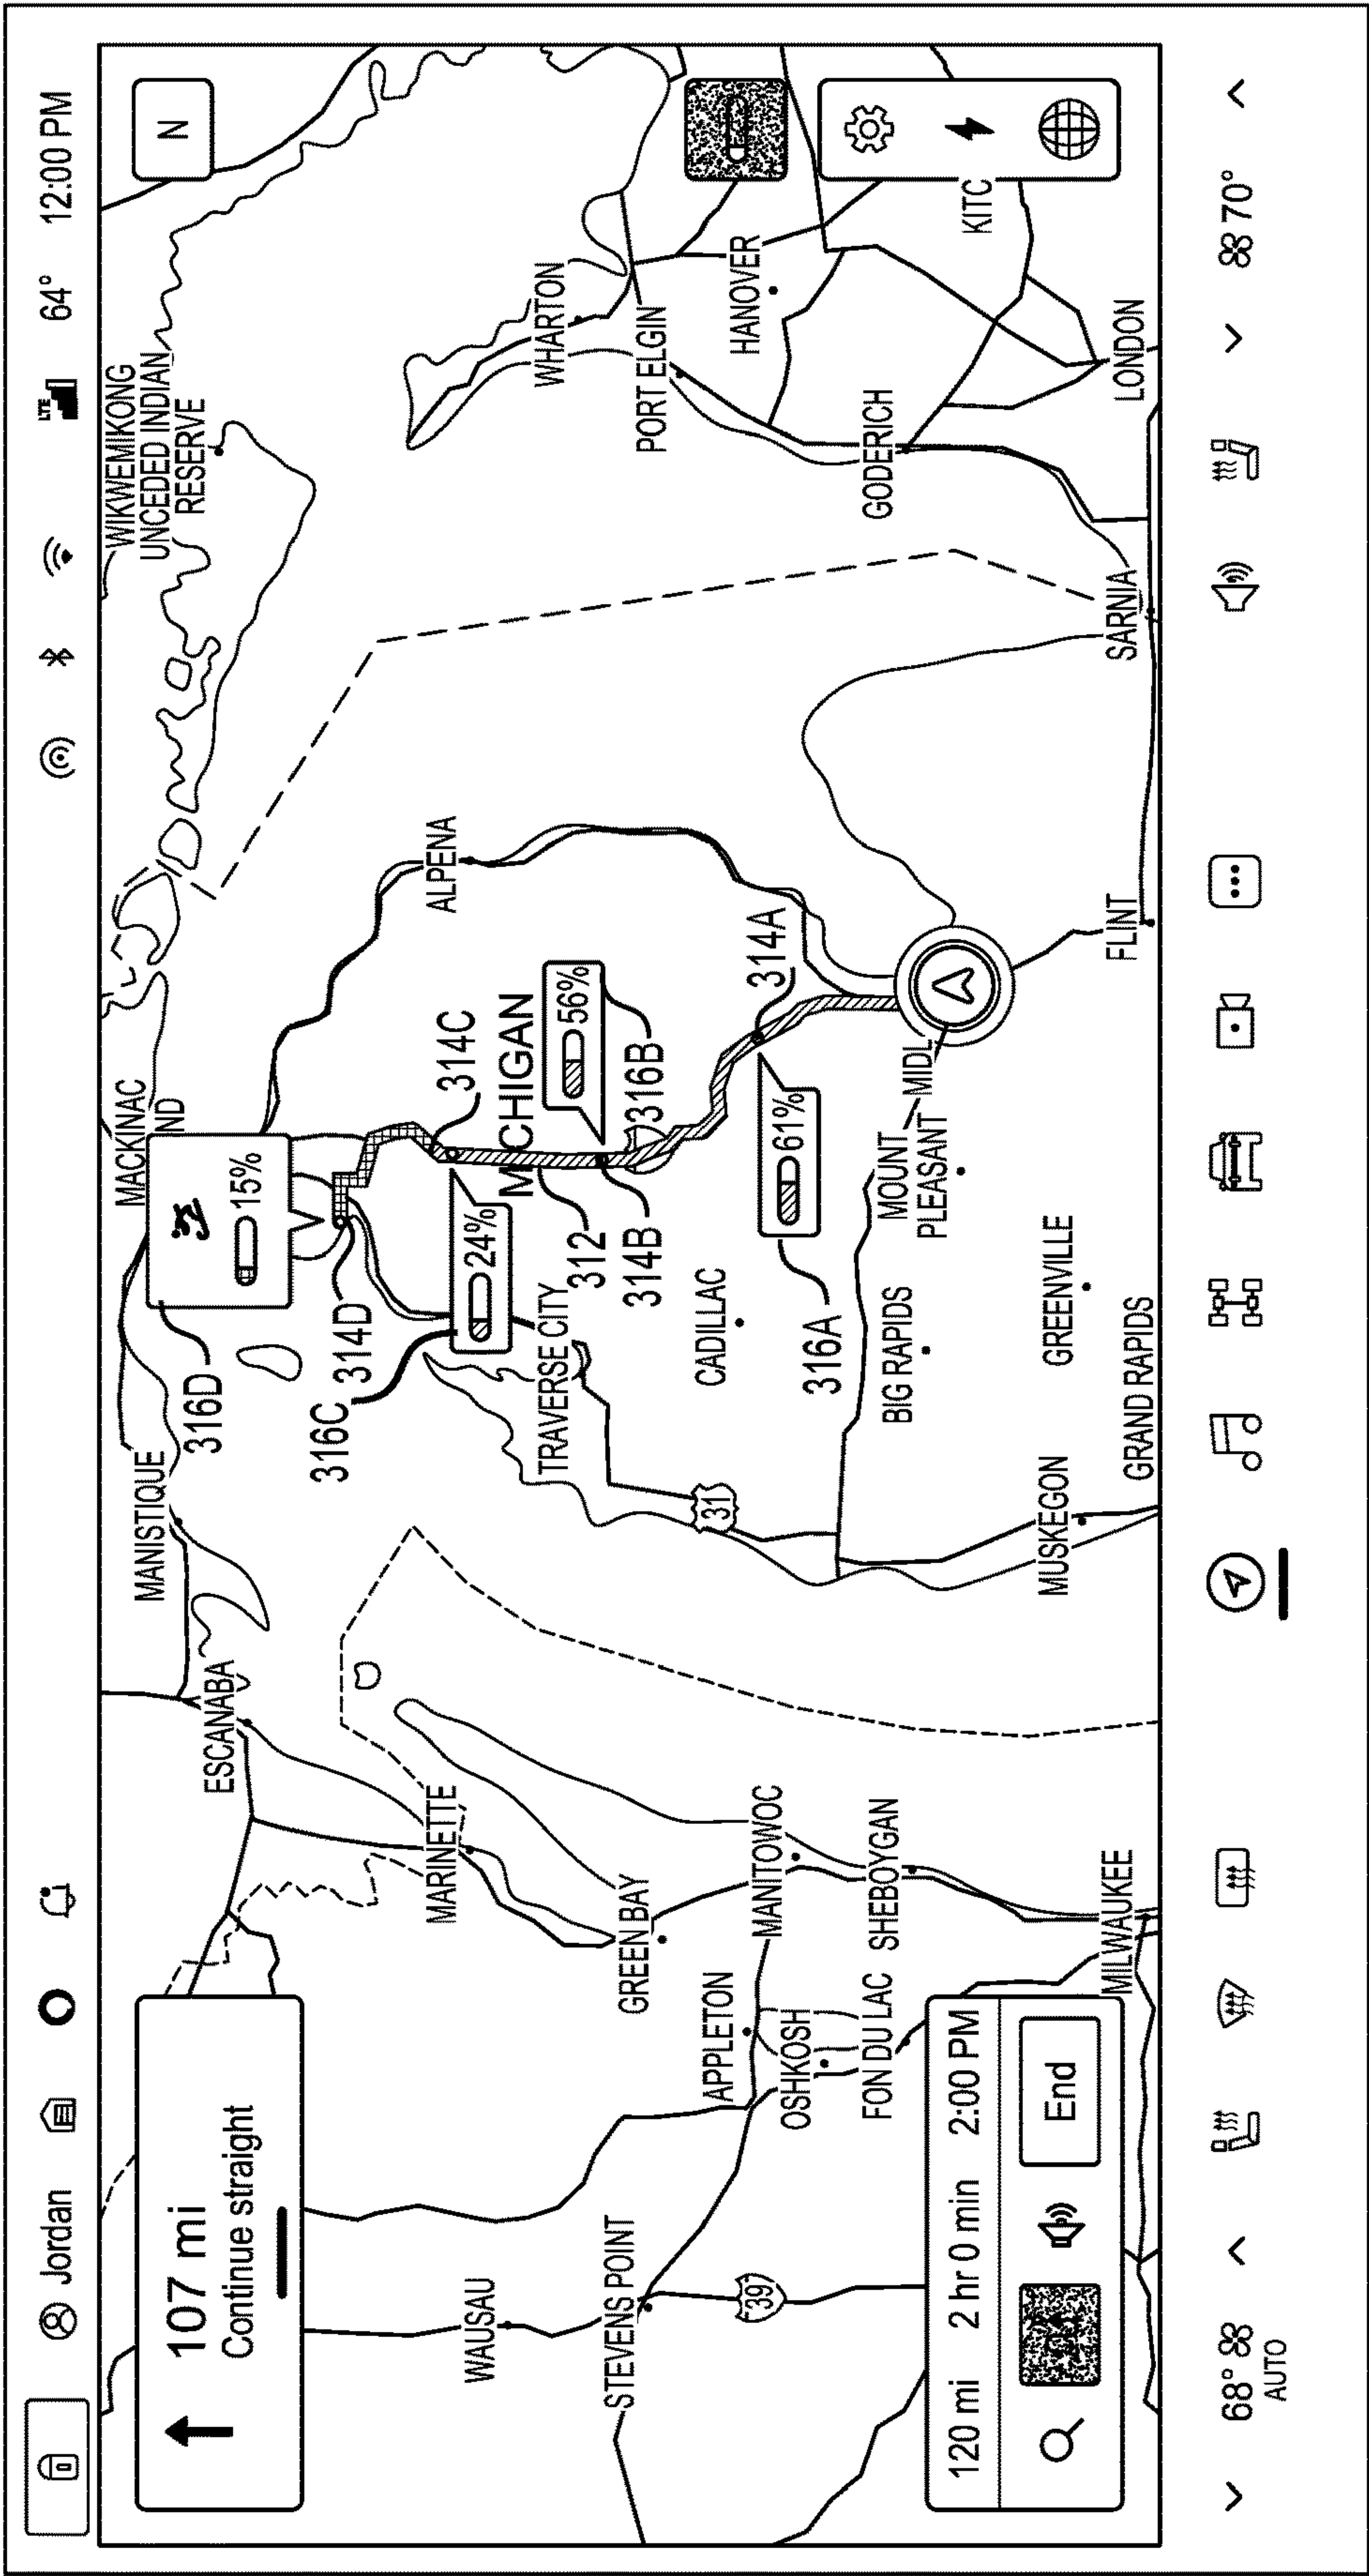 Jordan
LTE
64°
12:00 PM
107 mi
Continue straight
N
WIKWEMIKONG
UNCEDED INDIAN
RESERVE
MACKINAC
ND
MANISTIQUE
ESCANABA
15%
316D
314D
316C
24%
314C
ALPENA
MARINETTE
WAUSAU
TRAVERSE CITY
M
CHIGAN
56%
312
314B
316B
WHARTON
PORT ELGIN
HANOVER
STEVENS POINT
GREEN BAY
APPLETON
31
39
CADILLAC
314A
61%
316A
MANITOWOC
OSHKOSH
FON DU LAC
SHEBOYGAN
BIG RAPIDS
MOUNT
PLEASANT
MIDL
GODERICH
KITC
GREENVILLE
MUSKEGON
GRAND RAPIDS
MILWAUKEE
FLINT
SARNIA
LONDON
120 mi
2 hr 0 min
2:00 PM
End
68°
AUTO
70°